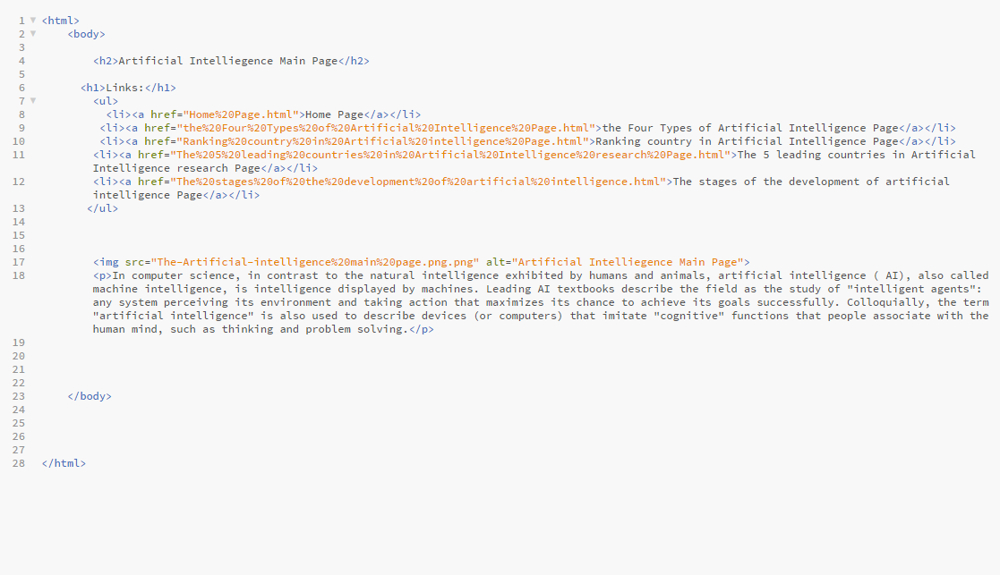 1 <html>
2 <body>
3
4 <h2>Artificial Intelliegence Main Page</h2>
5
6 <h1>Links:</h1>
7 <ul>
8 <li><a href="Home%20Page.html">Home Page</a></li>
9 <li><a href="the%20Four%20Types%20of%20Artificial%20Intelligence%20Page.html">the Four Types of Artificial Intelligence Page</a></li>
10 <li><a href="Ranking%20country%20in%20Artificial%20intelligence%20Page.html">Ranking country in Artificial Intelligence Page</a></li>
11 <li><a href="The%205%20leading%20countries%20in%20Artificial%20Intelligence%20research%20Page.html">The 5 leading countries in Artificial
Intelligence research Page</a></li>
12 <li><a href="The%20stages%20of%20the%20development%20of%20artificial%20intelligence.html">The stages of the development of artificial
intelligence Page</a></li>
13 </ul>
14
15
16
17 <img src="The-Artificial-intelligence%20main%20page.png.png" alt="Artificial Intelliegence Main Page">
18 <p>In computer science, in contrast to the natural intelligence exhibited by humans and animals, artificial intelligence ( AI), also called
machine intelligence, is intelligence displayed by machines. Leading AI textbooks describe the field as the study of "intelligent agents":
any system perceiving its environment and taking action that maximizes its chance to achieve its goals successfully. Colloquially, the term
"artificial intelligence" is also used to describe devices (or computers) that imitate "cognitive" functions that people associate with the
human mind, such as thinking and problem solving.</p>
19
20
21
22
23 </body>
24
25
26
27
28 </html>